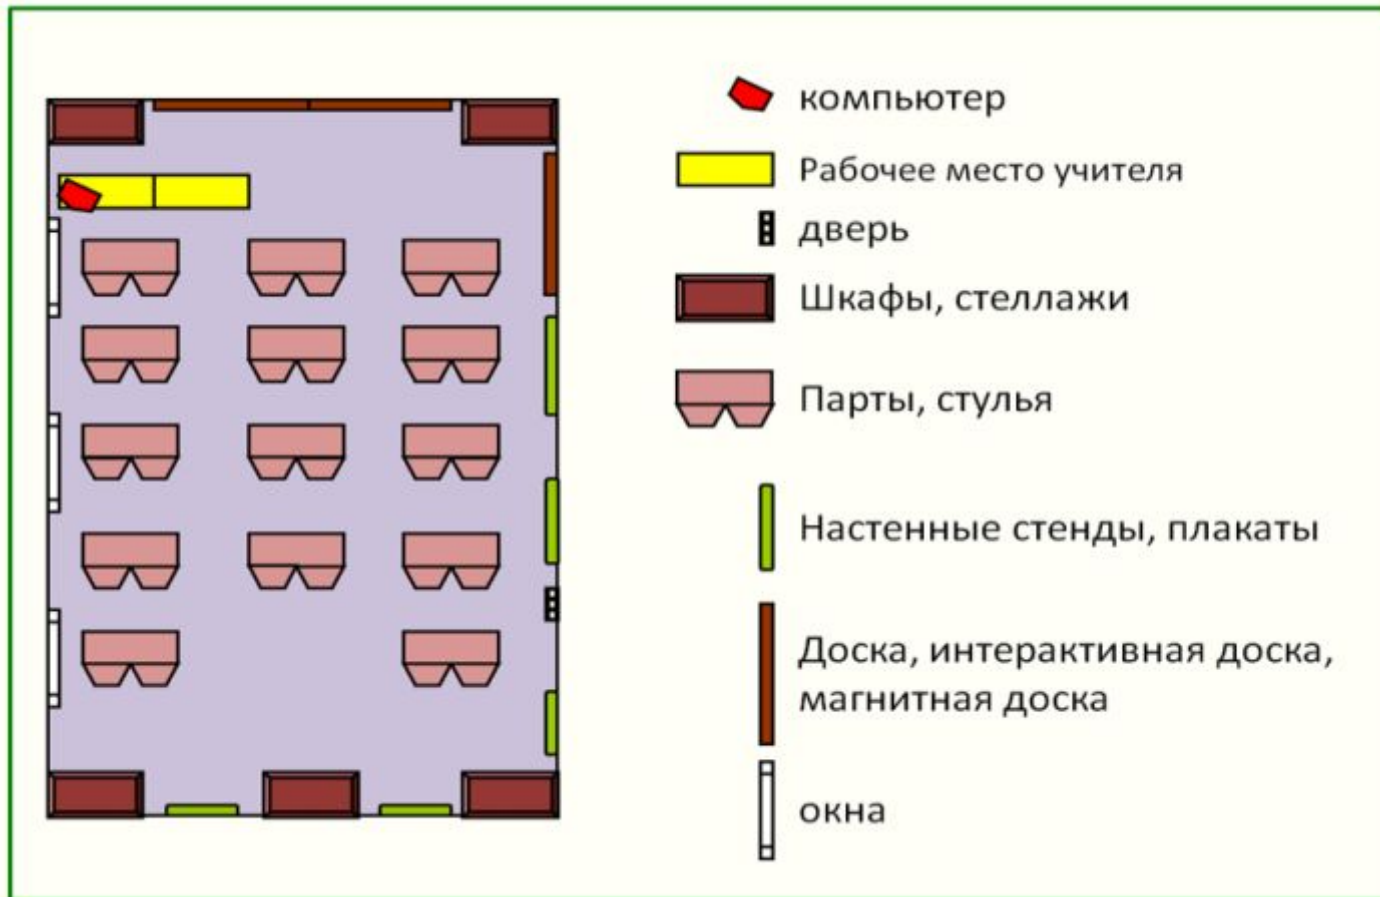 компьютер
Рабочее место учителя
дверь
Шкафы, стеллажи
Парты, стулья
Настенные стенды, плакаты
Доска, интерактивная доска,
магнитная доска
окна